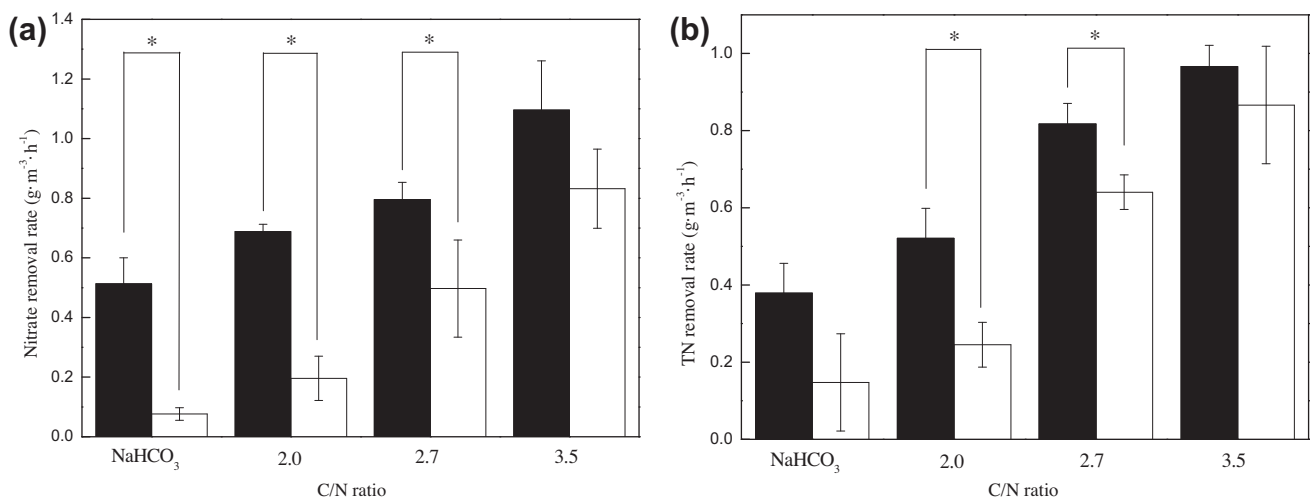 (a)
Nitrate removal rate (g·m⁻³·h⁻¹)
1.4
1.2
1.0
0.8
0.6
0.4
0.2
0.0
*
*
*
NaHCO₃ 2.0 2.7 3.5
C/N ratio
(b)
TN removal rate (g·m⁻³·h⁻¹)
1.0
0.8
0.6
0.4
0.2
0.0
*
*
NaHCO₃ 2.0 2.7 3.5
C/N ratio